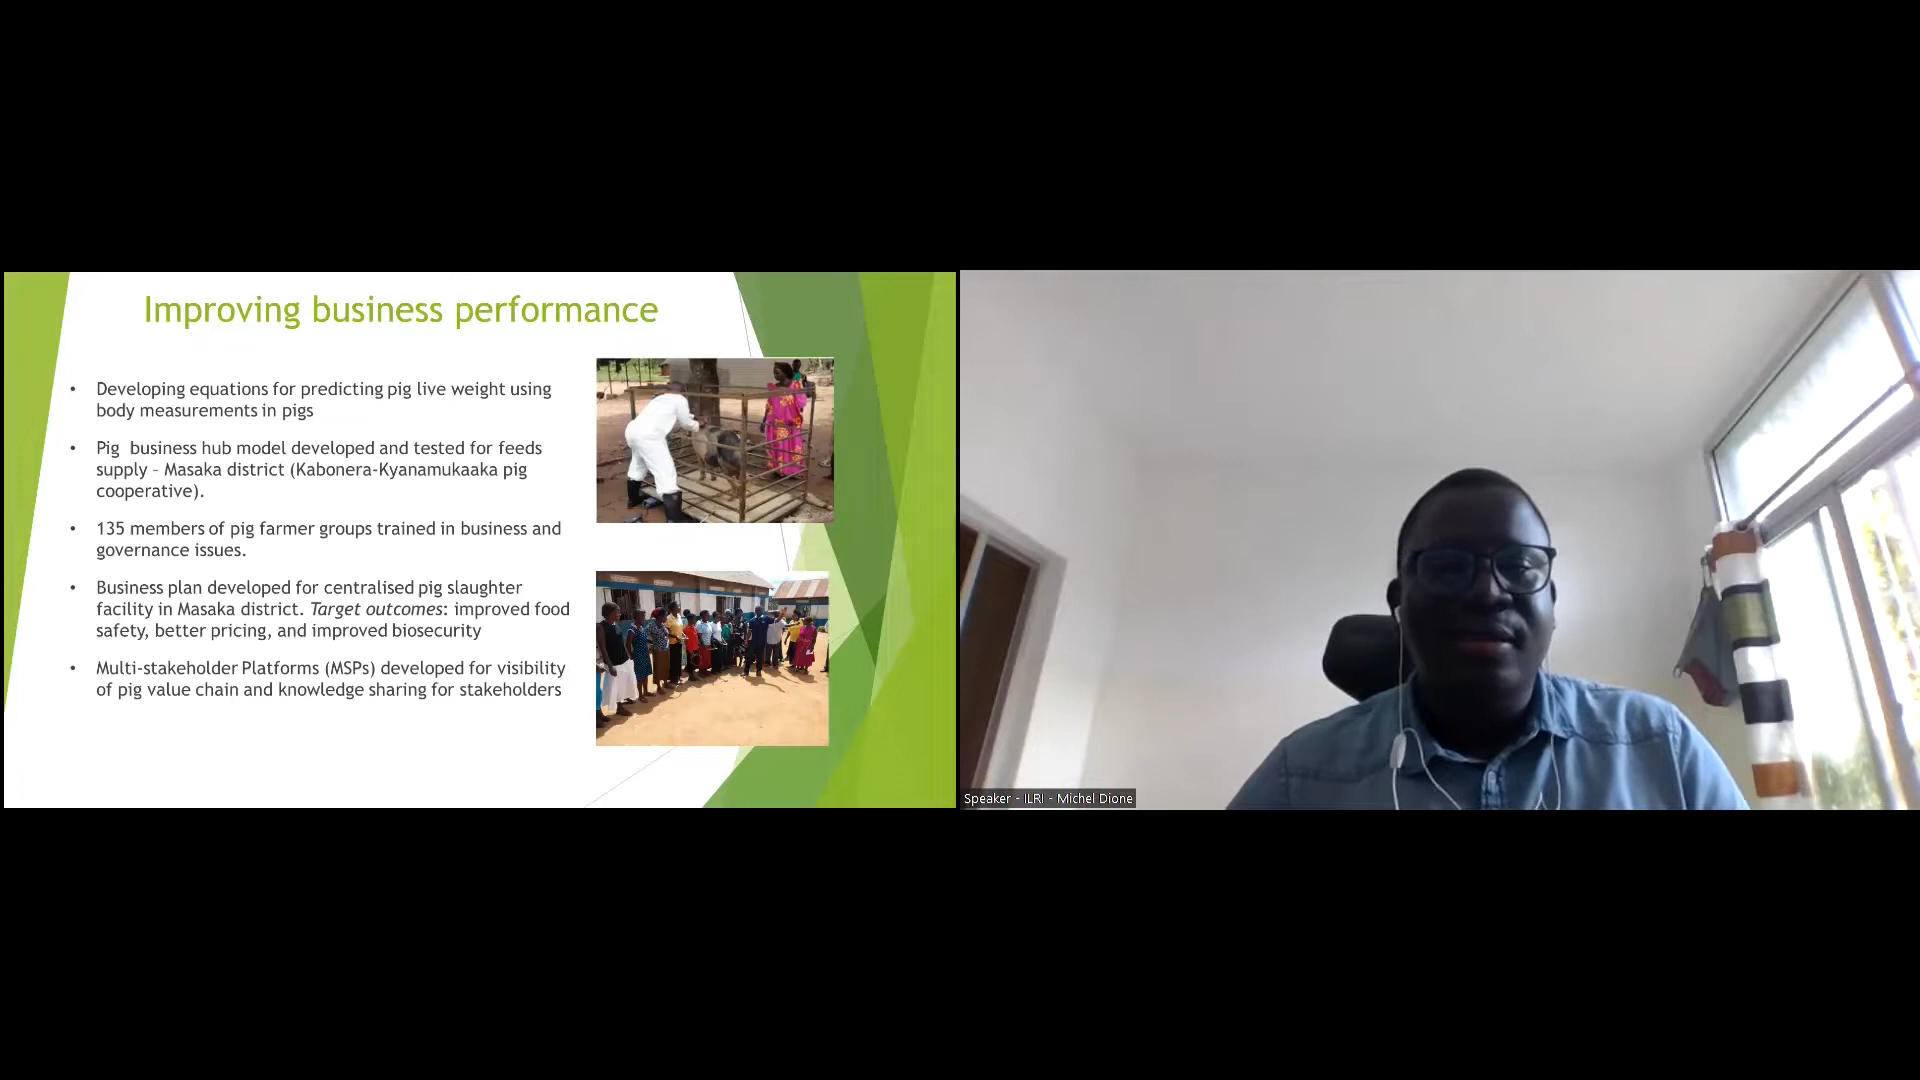 Improving business performance
• Developing equations for predicting pig live weight using
body measurements in pigs
• Pig  business hub model developed and tested for feeds
supply – Masaka district (Kabonera-Kyanamukaaka pig
cooperative).
• 135 members of pig farmer groups trained in business and
governance issues.
• Business plan developed for centralised pig slaughter
facility in Masaka district. Target outcomes: improved food
safety, better pricing, and improved biosecurity
• Multi-stakeholder Platforms (MSPs) developed for visibility
of pig value chain and knowledge sharing for stakeholders
Speaker - ILRI - Michel Dione